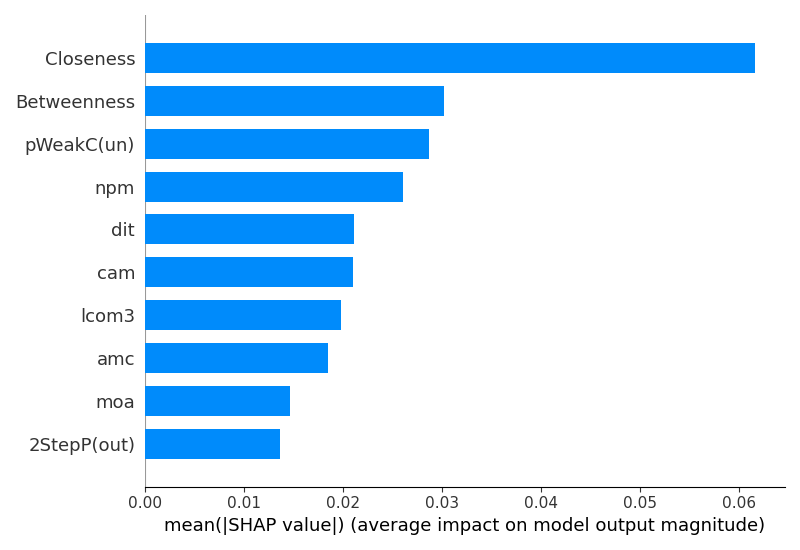 Closeness
Betweenness
pWeakC(un)
npm
dit
cam
lcom3
amc
moa
2StepP(out)
0.00 0.01 0.02 0.03 0.04 0.05 0.06
mean(|SHAP value|) (average impact on model output magnitude)